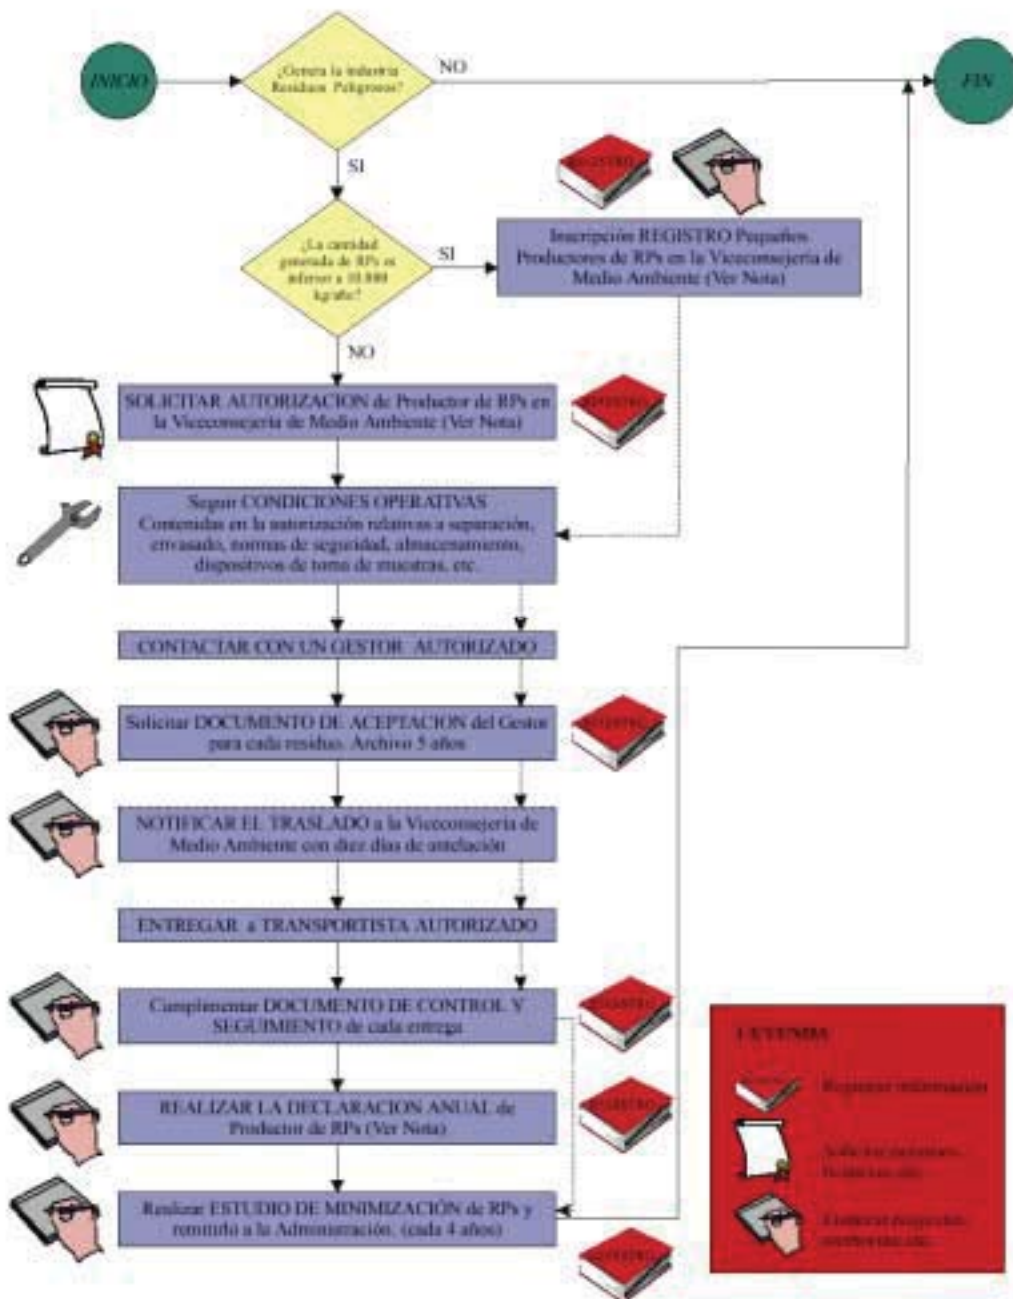 INICIO
¿Genera la industria
Residuos Peligrosos?
NO
FIN
SI
REGISTRO
¿La cantidad
generada de RPs es
inferior a 10.000
kg/año?
SI
Inscripción REGISTRO Pequeños
Productores de RPs en la Viceconsejería de
Medio Ambiente (Ver Nota)
NO
SOLICITAR AUTORIZACION de Productor de RPs en
la Viceconsejería de Medio Ambiente (Ver Nota)
REGISTRO
Seguir CONDICIONES OPERATIVAS
Contenidas en la autorización relativas a separación,
envasado, normas de seguridad, almacenamiento,
dispositivos de toma de muestras, etc.
CONTACTAR CON UN GESTOR AUTORIZADO
Solicitar DOCUMENTO DE ACEPTACION del Gestor
para cada residuo. Archivo 5 años
REGISTRO
NOTIFICAR EL TRASLADO a la Viceconsejería de
Medio Ambiente con diez días de antelación
ENTREGAR a TRANSPORTISTA AUTORIZADO
Cumplimentar DOCUMENTO DE CONTROL Y
SEGUIMIENTO de cada entrega
REGISTRO
REALIZAR LA DECLARACION ANUAL de
Productor de RPs (Ver Nota)
REGISTRO
Realizar ESTUDIO DE MINIMIZACIÓN de RPs y
remitirlo a la Administración. (cada 4 años)
REGISTRO
LEYENDA
Registrar información